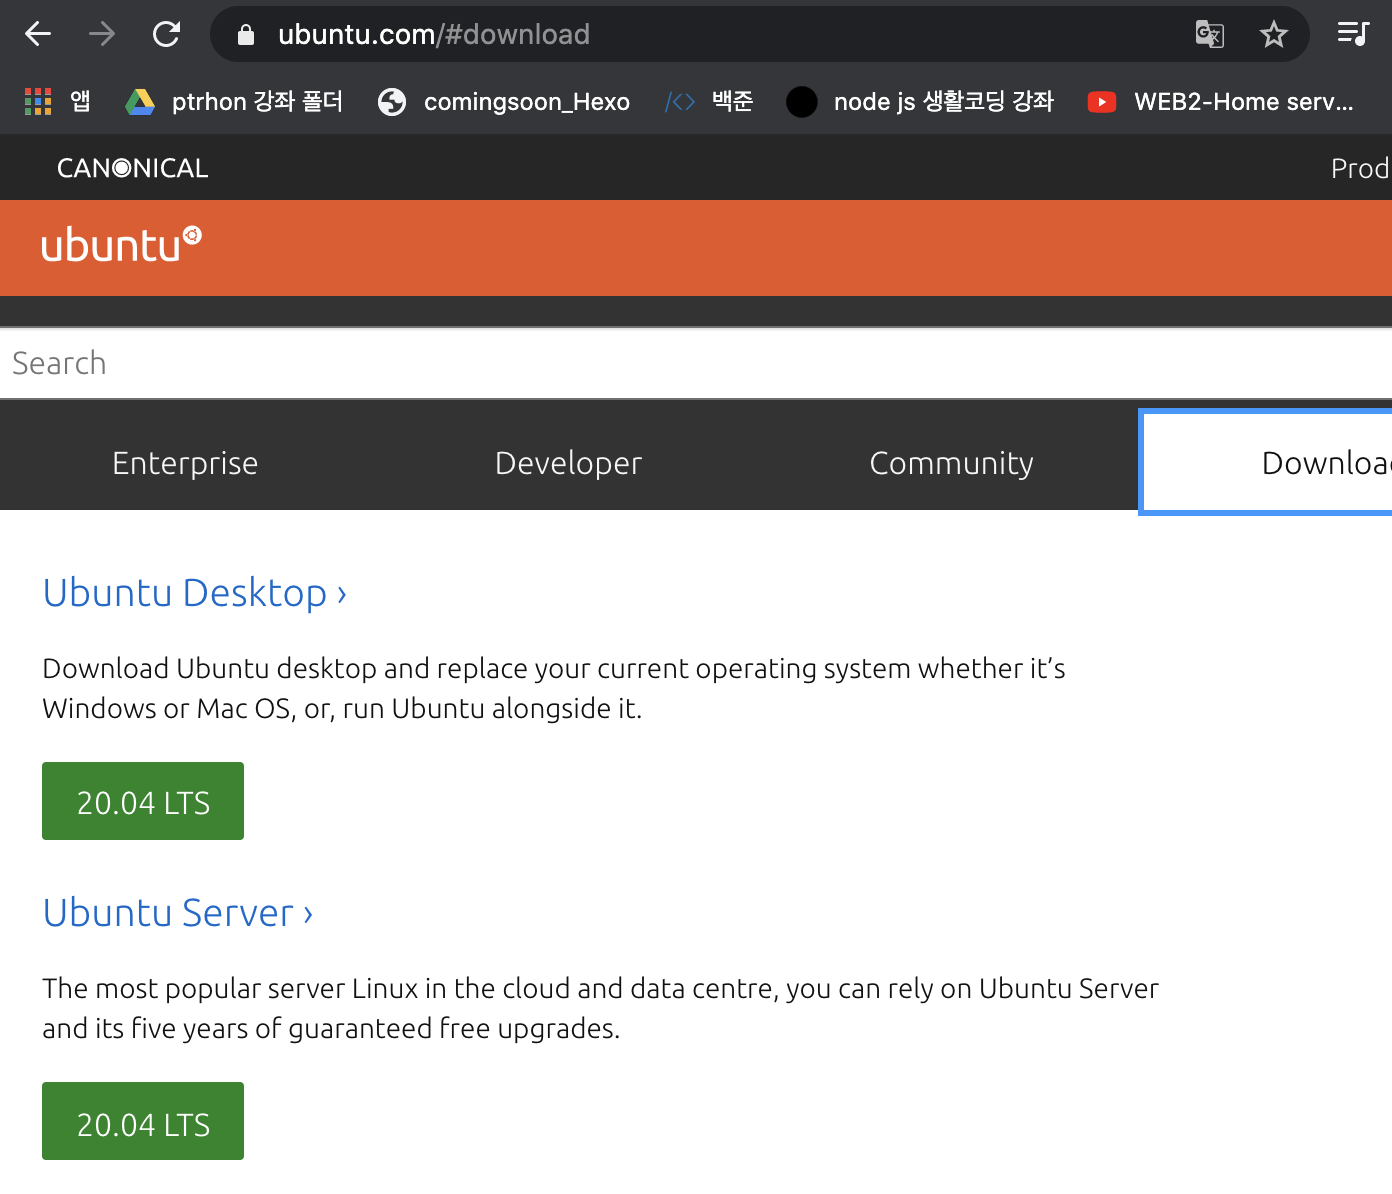 ubuntu.com/#download
앱 ptrhon 강좌 폴더 comingsoon_Hexo 백준 node js 생활코딩 강좌 WEB2-Home serv...
CANONICAL
Prod
ubuntu
Search
Enterprise Developer Community Downloa
Ubuntu Desktop ›
Download Ubuntu desktop and replace your current operating system whether it’s
Windows or Mac OS, or, run Ubuntu alongside it.
20.04 LTS
Ubuntu Server ›
The most popular server Linux in the cloud and data centre, you can rely on Ubuntu Server
and its five years of guaranteed free upgrades.
20.04 LTS